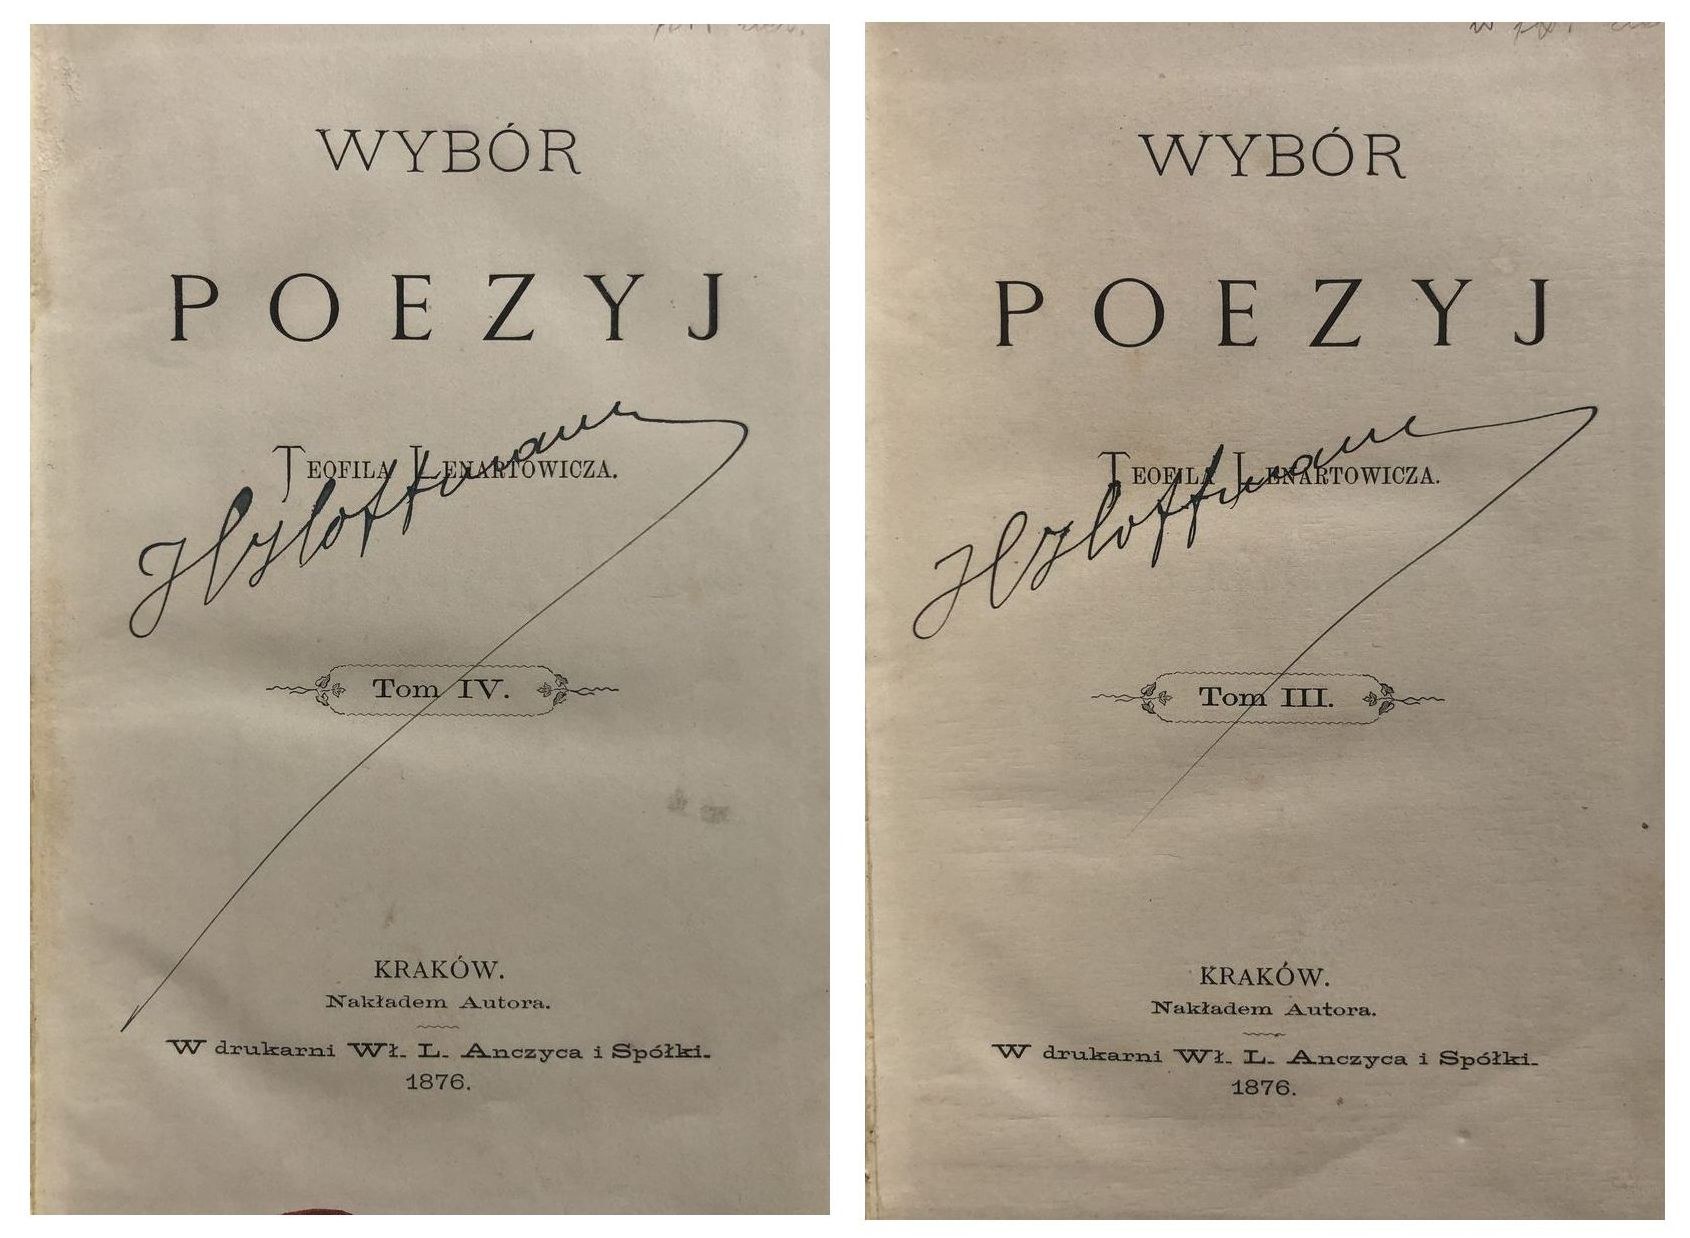 WYBÓR
POEZYJ
TEOFILA LENARTOWICZA.
Tom IV.
KRAKÓW.
Nakładem Autora.
W drukarni Wł. L. Anczyca i Spółki.
1876.
WYBÓR
POEZYJ
TEOFILA LENARTOWICZA.
Tom III.
KRAKÓW.
Nakładem Autora.
W drukarni Wł. L. Anczyca i Spółki.
1876.